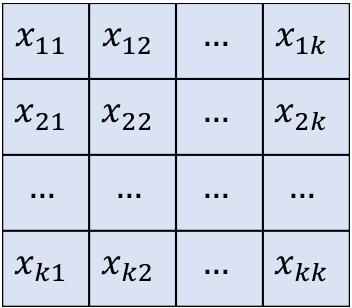 x₁₁ x₁₂ ... x₁ₖ
x₂₁ x₂₂ ... x₂ₖ
... ... ... ...
xₖ₁ xₖ₂ ... xₖₖ